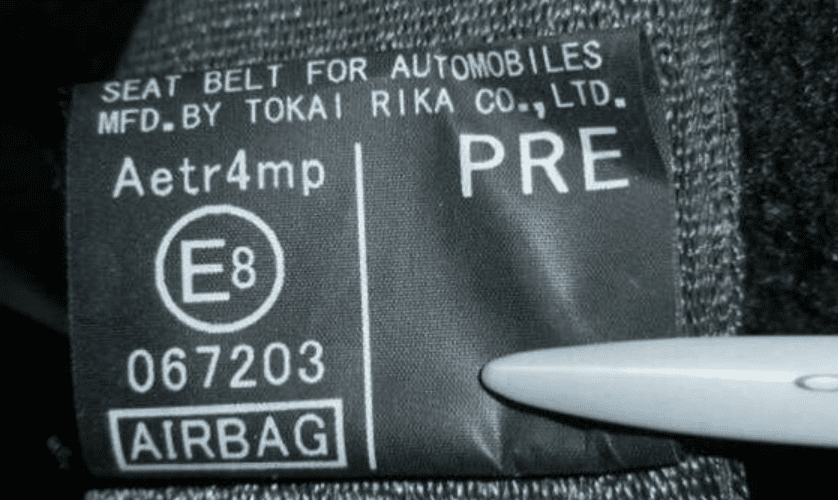 SEAT BELT FOR AUTOMOBILES
MFD.BY TOKAI RIKA CO.,LTD.
Aetr4mp
PRE
E8
067203
AIRBAG